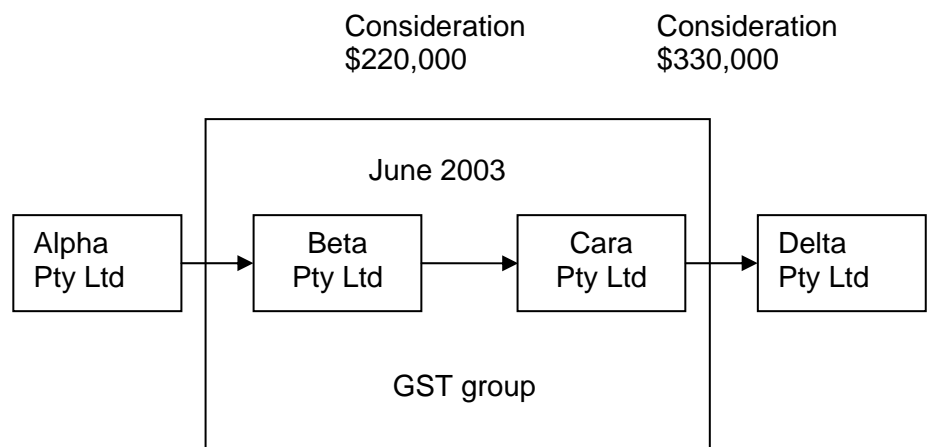 Consideration
$220,000
Consideration
$330,000
June 2003
Alpha
Pty Ltd
Beta
Pty Ltd
Cara
Pty Ltd
Delta
Pty Ltd
GST group